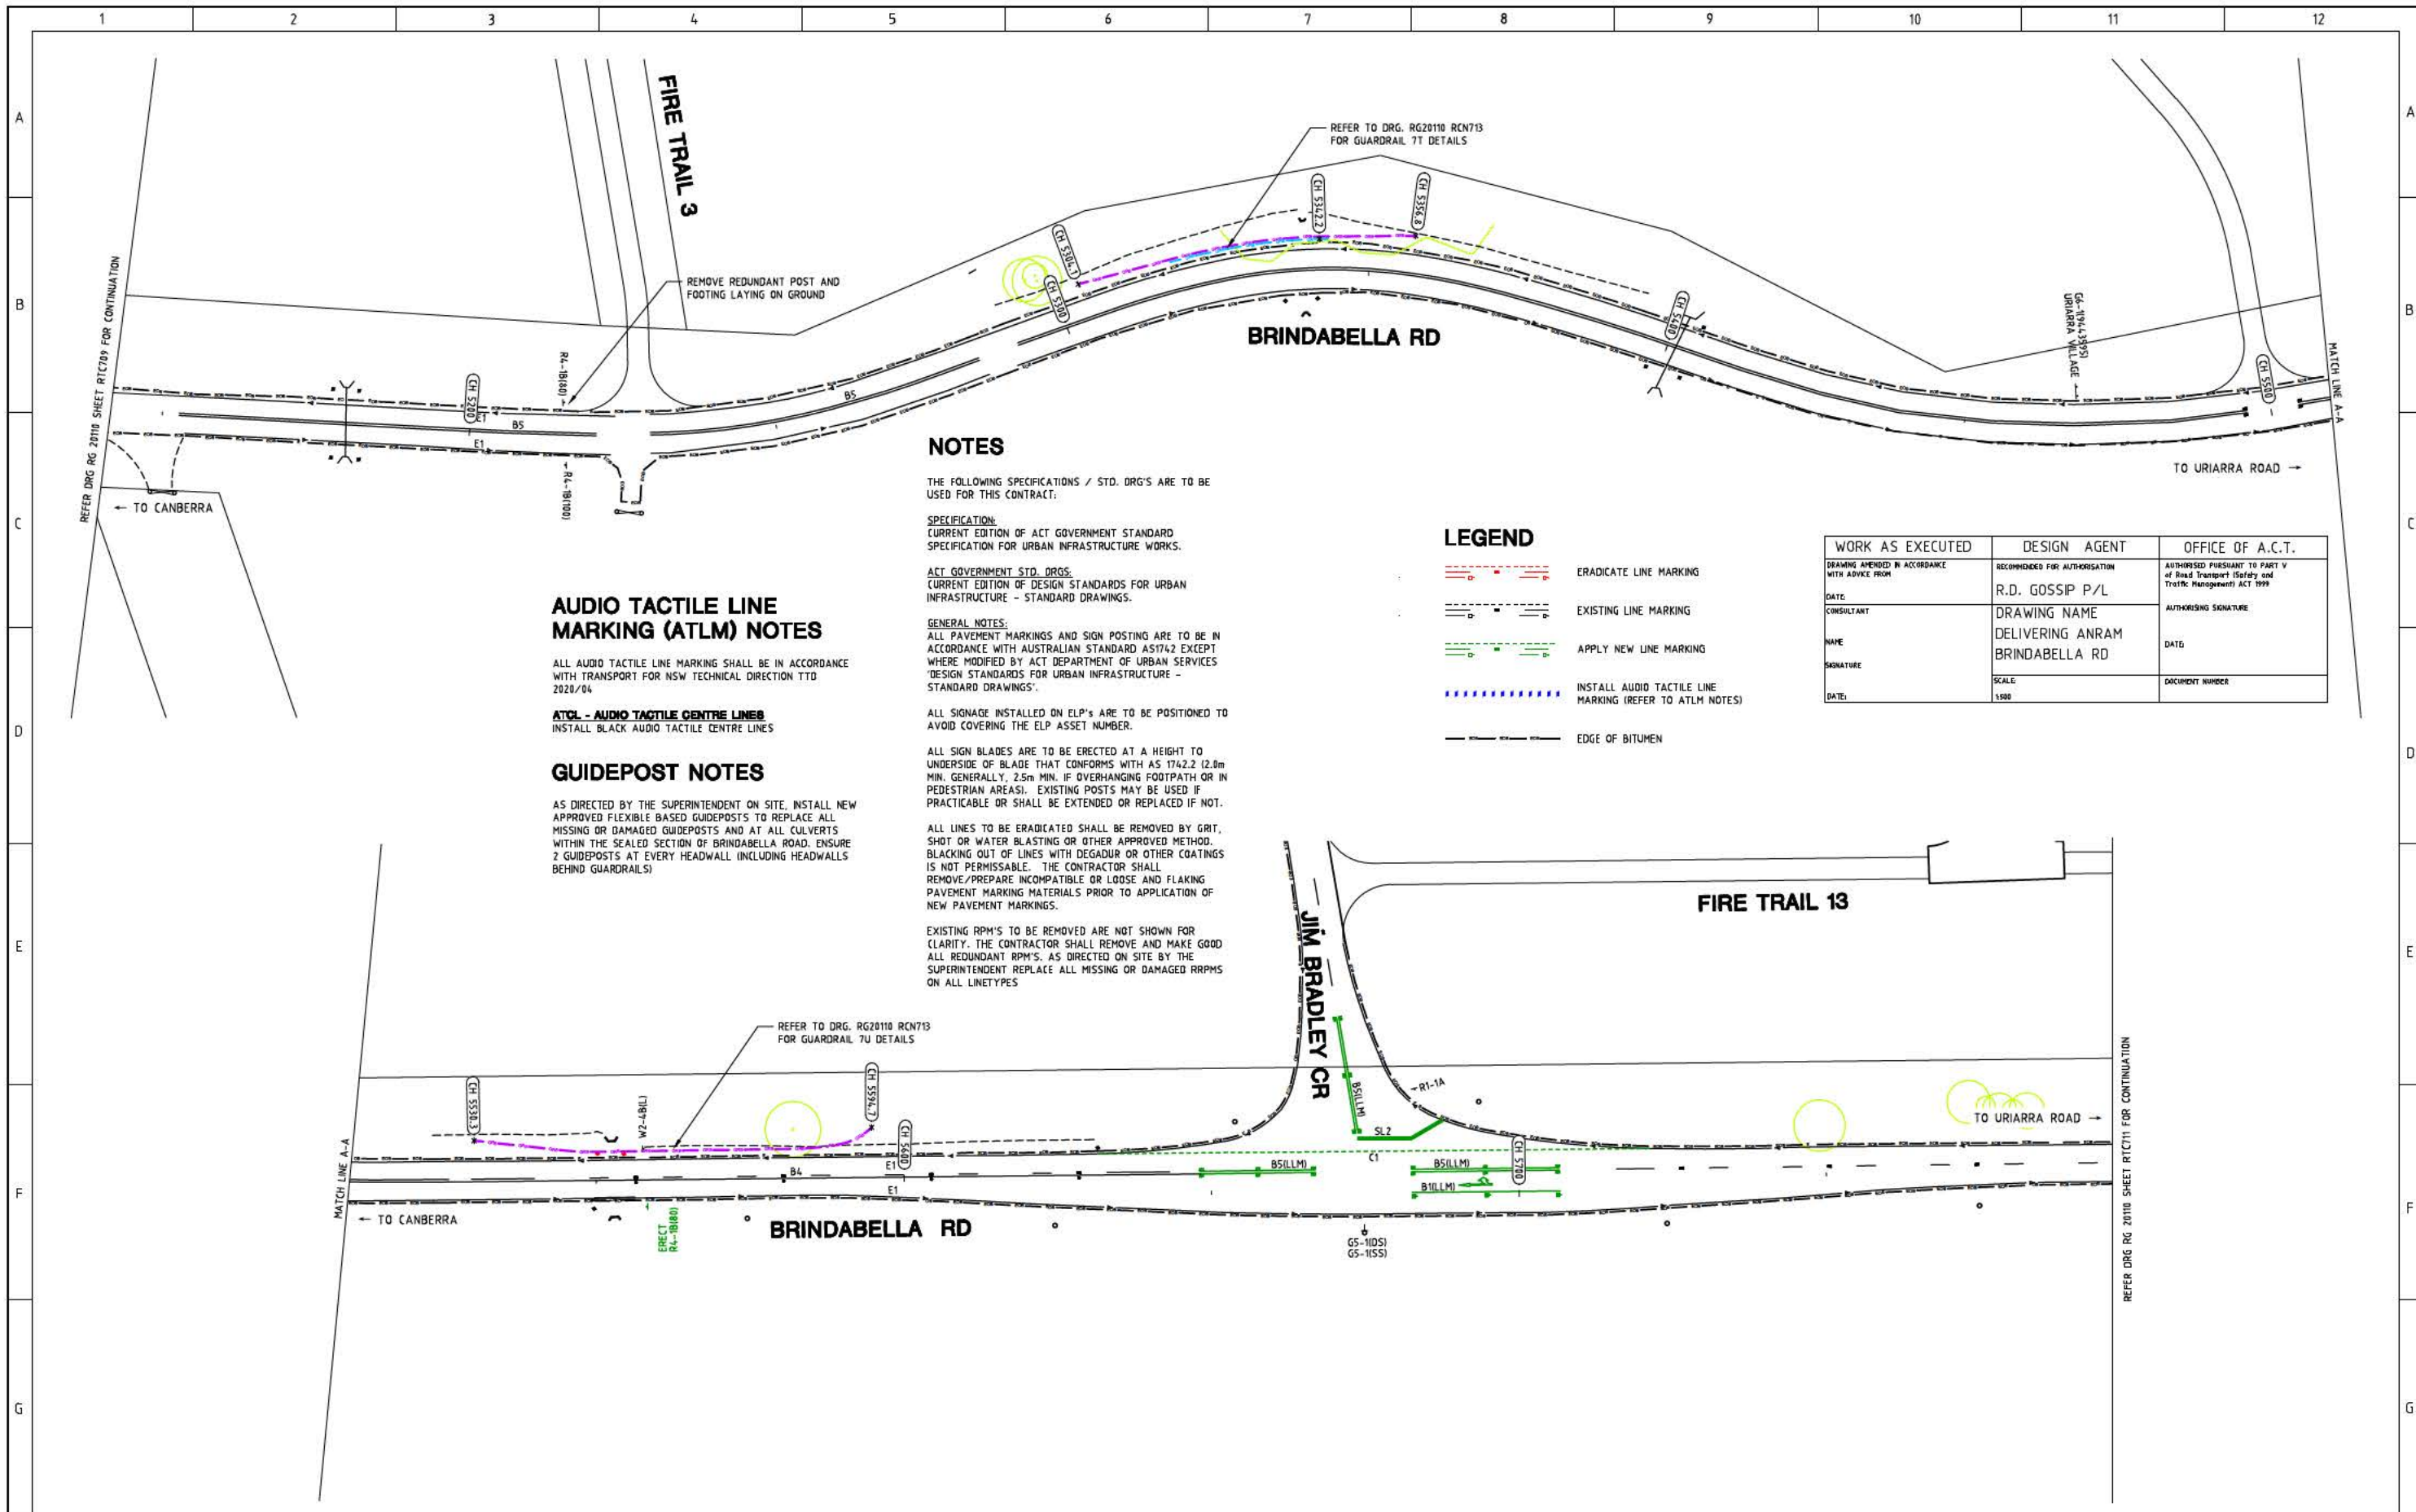 1 2 3 4 5 6 7 8 9 10 11 12
A
B
C
D
E
F
G
A
B
C
D
E
F
G
REFER DRG RG 20110 SHEET RTC709 FOR CONTINUATION
FIRE TRAIL 3
REMOVE REDUNDANT POST AND
FOOTING LAYING ON GROUND
CH 5200
R4-1B(80)
R4-1B(100)
E1
B5
E1
B5
← TO CANBERRA
REFER TO DRG. RG20110 RCN713
FOR GUARDRAIL 7T DETAILS
CH 5304.1
CH 5300
CH 5342.2
CH 5356.8
CH 5400
BRINDABELLA RD
URIARRA VILLAGE
CH 5500
MATCH LINE A-A
TO URIARRA ROAD →
NOTES
THE FOLLOWING SPECIFICATIONS / STD. DRG'S ARE TO BE
USED FOR THIS CONTRACT:
SPECIFICATION:
CURRENT EDITION OF ACT GOVERNMENT STANDARD
SPECIFICATION FOR URBAN INFRASTRUCTURE WORKS.
ACT GOVERNMENT STD. DRGS:
CURRENT EDITION OF DESIGN STANDARDS FOR URBAN
INFRASTRUCTURE - STANDARD DRAWINGS.
GENERAL NOTES:
ALL PAVEMENT MARKINGS AND SIGN POSTING ARE TO BE IN
ACCORDANCE WITH AUSTRALIAN STANDARD AS1742 EXCEPT
WHERE MODIFIED BY ACT DEPARTMENT OF URBAN SERVICES
'DESIGN STANDARDS FOR URBAN INFRASTRUCTURE -
STANDARD DRAWINGS'.
ALL SIGNAGE INSTALLED ON ELP's ARE TO BE POSITIONED TO
AVOID COVERING THE ELP ASSET NUMBER.
ALL SIGN BLADES ARE TO BE ERECTED AT A HEIGHT TO
UNDERSIDE OF BLADE THAT CONFORMS WITH AS 1742.2 (2.0m
MIN. GENERALLY, 2.5m MIN. IF OVERHANGING FOOTPATH OR IN
PEDESTRIAN AREAS). EXISTING POSTS MAY BE USED IF
PRACTICABLE OR SHALL BE EXTENDED OR REPLACED IF NOT.
ALL LINES TO BE ERADICATED SHALL BE REMOVED BY GRIT,
SHOT OR WATER BLASTING OR OTHER APPROVED METHOD.
BLACKING OUT OF LINES WITH DEGADUR OR OTHER COATINGS
IS NOT PERMISSABLE. THE CONTRACTOR SHALL
REMOVE/PREPARE INCOMPATIBLE OR LOOSE AND FLAKING
PAVEMENT MARKING MATERIALS PRIOR TO APPLICATION OF
NEW PAVEMENT MARKINGS.
EXISTING RPM'S TO BE REMOVED ARE NOT SHOWN FOR
CLARITY. THE CONTRACTOR SHALL REMOVE AND MAKE GOOD
ALL REDUNDANT RPM'S. AS DIRECTED ON SITE BY THE
SUPERINTENDENT REPLACE ALL MISSING OR DAMAGED RRPMS
ON ALL LINETYPES
AUDIO TACTILE LINE
MARKING (ATLM) NOTES
ALL AUDIO TACTILE LINE MARKING SHALL BE IN ACCORDANCE
WITH TRANSPORT FOR NSW TECHNICAL DIRECTION TTD
2020/04
ATCL - AUDIO TACTILE CENTRE LINES
INSTALL BLACK AUDIO TACTILE CENTRE LINES
GUIDEPOST NOTES
AS DIRECTED BY THE SUPERINTENDENT ON SITE, INSTALL NEW
APPROVED FLEXIBLE BASED GUIDEPOSTS TO REPLACE ALL
MISSING OR DAMAGED GUIDEPOSTS AND AT ALL CULVERTS
WITHIN THE SEALED SECTION OF BRINDABELLA ROAD. ENSURE
2 GUIDEPOSTS AT EVERY HEADWALL (INCLUDING HEADWALLS
BEHIND GUARDRAILS)
LEGEND
ERADICATE LINE MARKING
EXISTING LINE MARKING
APPLY NEW LINE MARKING
INSTALL AUDIO TACTILE LINE
MARKING (REFER TO ATLM NOTES)
EDGE OF BITUMEN
WORK AS EXECUTED
DRAWING AMENDED IN ACCORDANCE
WITH ADVICE FROM
DATE:
CONSULTANT
NAME
SIGNATURE
DATE:
DESIGN AGENT
RECOMMENDED FOR AUTHORISATION
R.D. GOSSIP P/L
DRAWING NAME
DELIVERING ANRAM
BRINDABELLA RD
SCALE:
1:500
OFFICE OF A.C.T.
AUTHORISED PURSUANT TO PART V
of Road Transport (Safety and
Traffic Management) ACT 1999
AUTHORISING SIGNATURE
DATE:
DOCUMENT NUMBER
MATCH LINE A-A
REFER TO DRG. RG20110 RCN713
FOR GUARDRAIL 7U DETAILS
CH 5530.3
W2-4B(L)
CH 5594.7
CH 5600
E1
B4
E1
← TO CANBERRA
ERECT
R4-1B(80)
BRINDABELLA RD
JIM BRADLEY CR
FIRE TRAIL 13
R1-1A
B5(LLM)
SL2
C1
B5(LLM)
B5(LLM)
B1(LLM)
CH 5700
G5-1(DS)
G5-1(SS)
TO URIARRA ROAD →
REFER DRG RG 20110 SHEET RTC711 FOR CONTINUATION